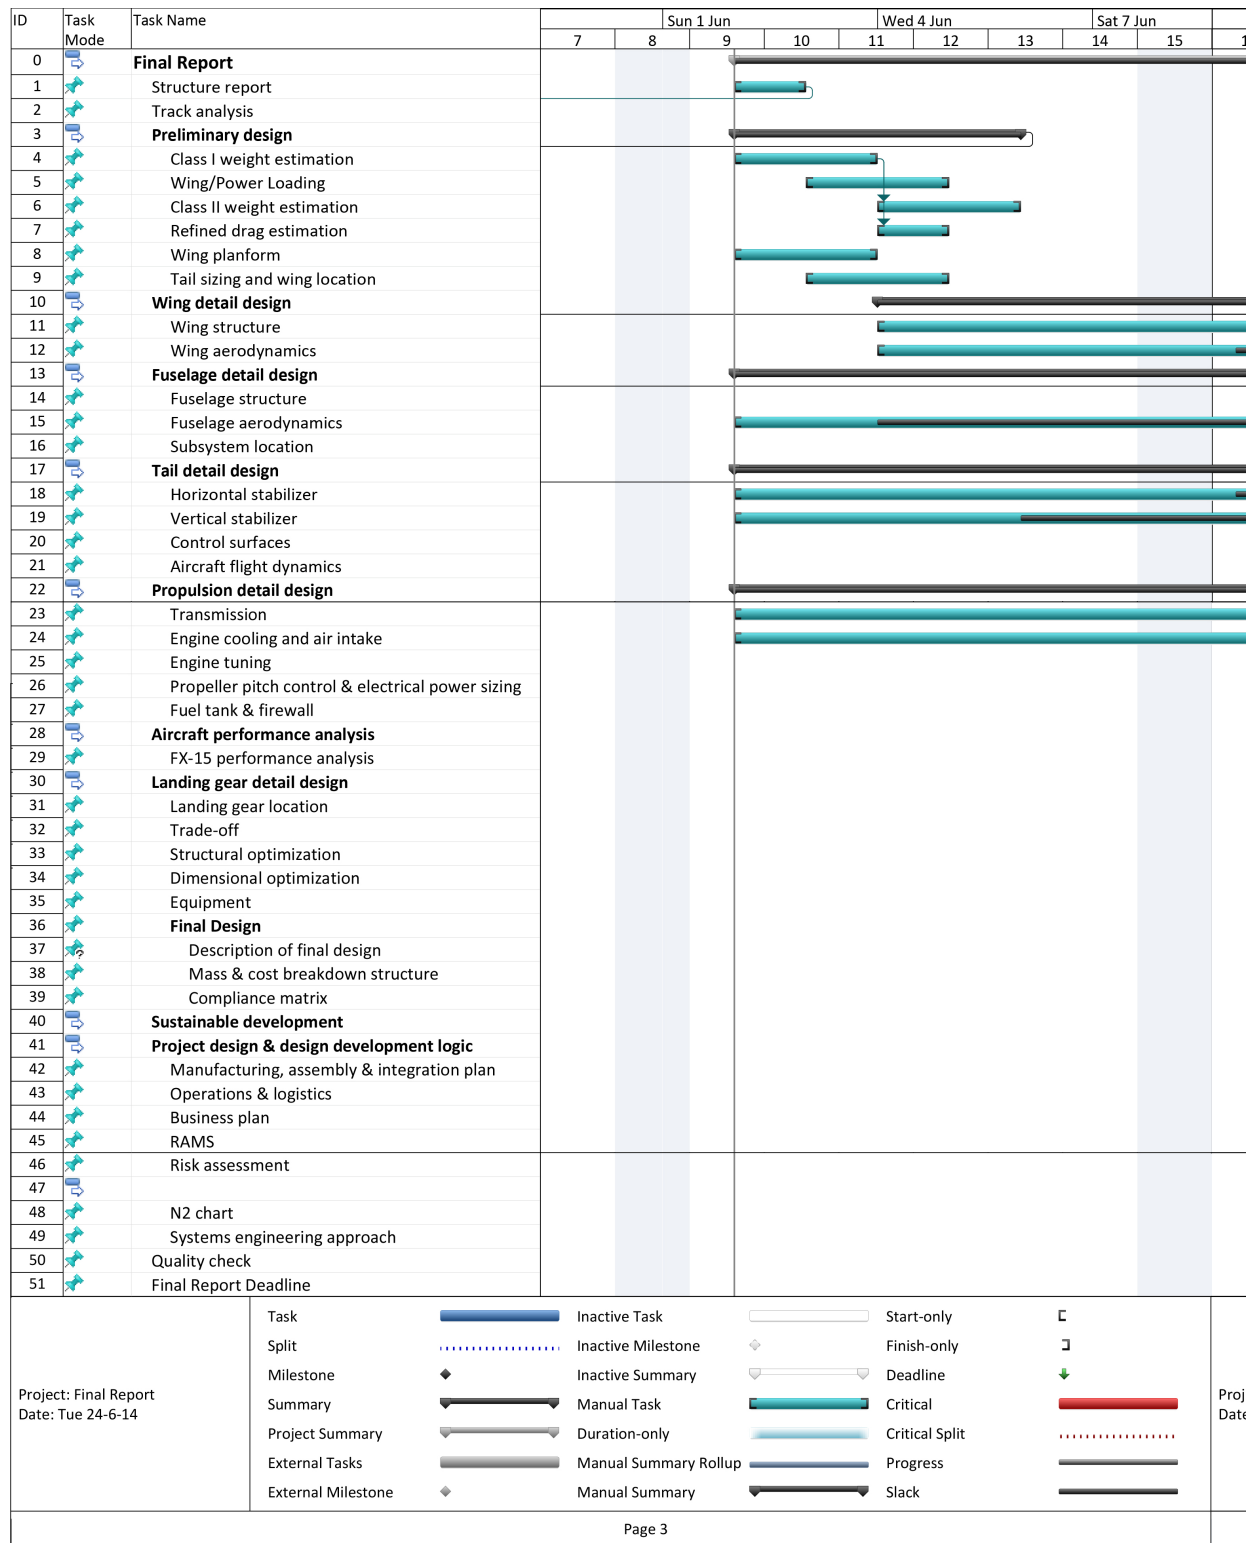 ID Task Mode Task Name Sun 1 Jun Wed 4 Jun Sat 7 Jun
7 8 9 10 11 12 13 14 15 1
0 Final Report
1 Structure report
2 Track analysis
3 Preliminary design
4 Class I weight estimation
5 Wing/Power Loading
6 Class II weight estimation
7 Refined drag estimation
8 Wing planform
9 Tail sizing and wing location
10 Wing detail design
11 Wing structure
12 Wing aerodynamics
13 Fuselage detail design
14 Fuselage structure
15 Fuselage aerodynamics
16 Subsystem location
17 Tail detail design
18 Horizontal stabilizer
19 Vertical stabilizer
20 Control surfaces
21 Aircraft flight dynamics
22 Propulsion detail design
23 Transmission
24 Engine cooling and air intake
25 Engine tuning
26 Propeller pitch control & electrical power sizing
27 Fuel tank & firewall
28 Aircraft performance analysis
29 FX-15 performance analysis
30 Landing gear detail design
31 Landing gear location
32 Trade-off
33 Structural optimization
34 Dimensional optimization
35 Equipment
36 Final Design
37 ? Description of final design
38 Mass & cost breakdown structure
39 Compliance matrix
40 Sustainable development
41 Project design & design development logic
42 Manufacturing, assembly & integration plan
43 Operations & logistics
44 Business plan
45 RAMS
46 Risk assessment
47
48 N2 chart
49 Systems engineering approach
50 Quality check
51 Final Report Deadline
Project: Final Report
Date: Tue 24-6-14
Task Inactive Task Start-only
Split Inactive Milestone Finish-only
Milestone Inactive Summary Deadline
Summary Manual Task Critical
Project Summary Duration-only Critical Split
External Tasks Manual Summary Rollup Progress
External Milestone Manual Summary Slack
Proj
Date
Page 3